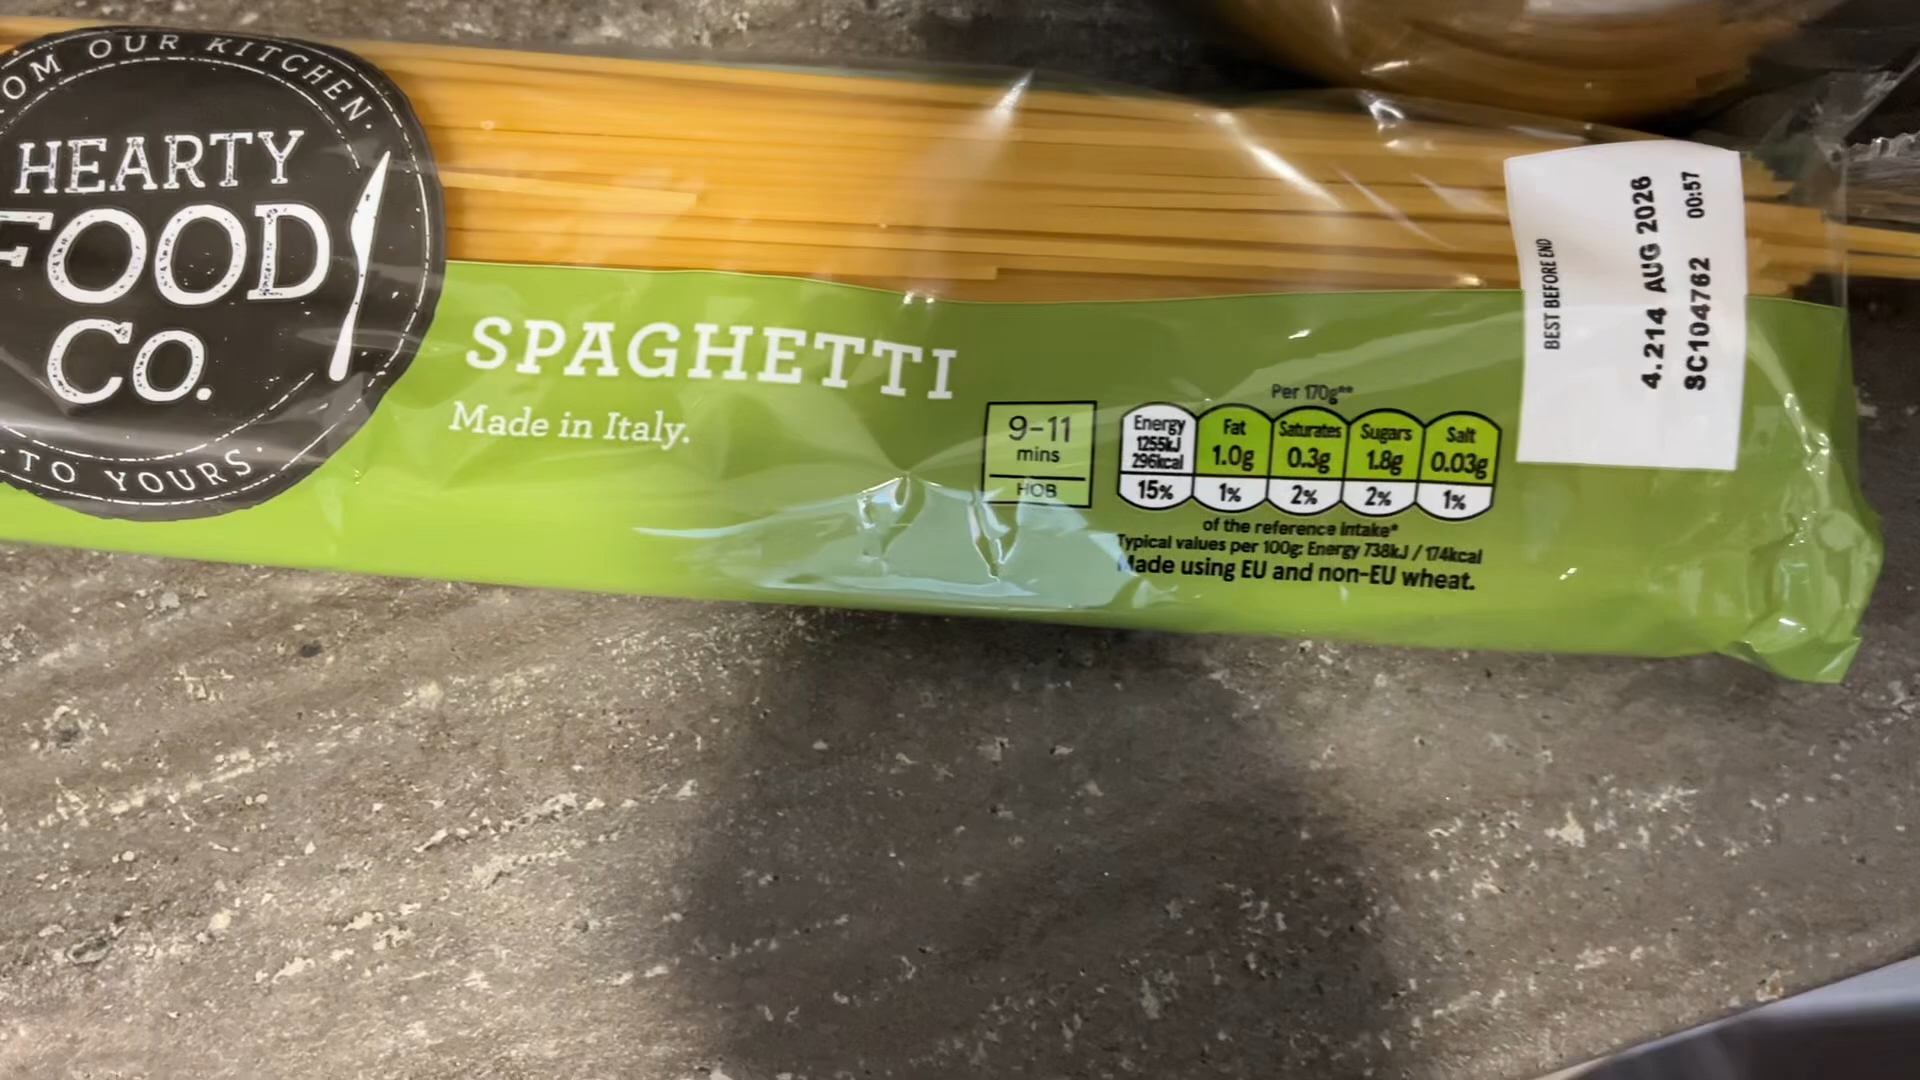 OUR KITCHEN.
HEARTY
FOOD
CO.
· TO YOURS ·
SPAGHETTI
Made in Italy.
9-11
mins
HOB
Per 170g**
Energy
1255kJ
296kcal
15%
Fat
1.0g
1%
Saturates
0.3g
2%
Sugars
1.8g
2%
Salt
0.03g
1%
of the reference intake*
Typical values per 100g: Energy 738kJ / 174kcal
Made using EU and non-EU wheat.
BEST BEFORE END
4.214 AUG 2026
SC104762 00:57